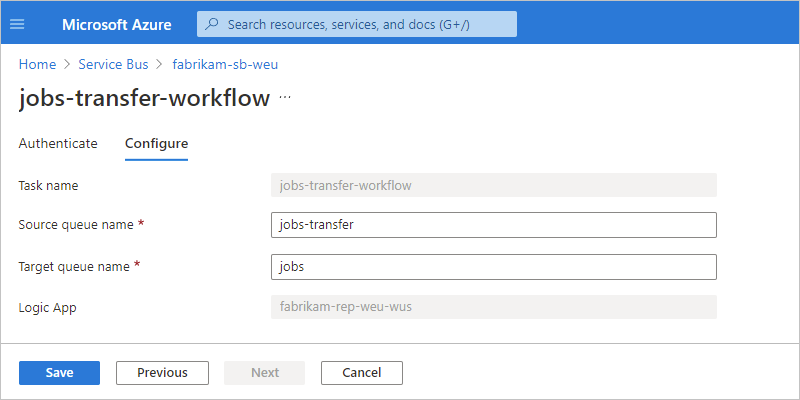 Microsoft Azure
Search resources, services, and docs (G+/)
Home > Service Bus > fabrikam-sb-weu
jobs-transfer-workflow ...
Authenticate Configure
Task name jobs-transfer-workflow
Source queue name * jobs-transfer
Target queue name * jobs
Logic App fabrikam-rep-weu-wus
Save Previous Next Cancel